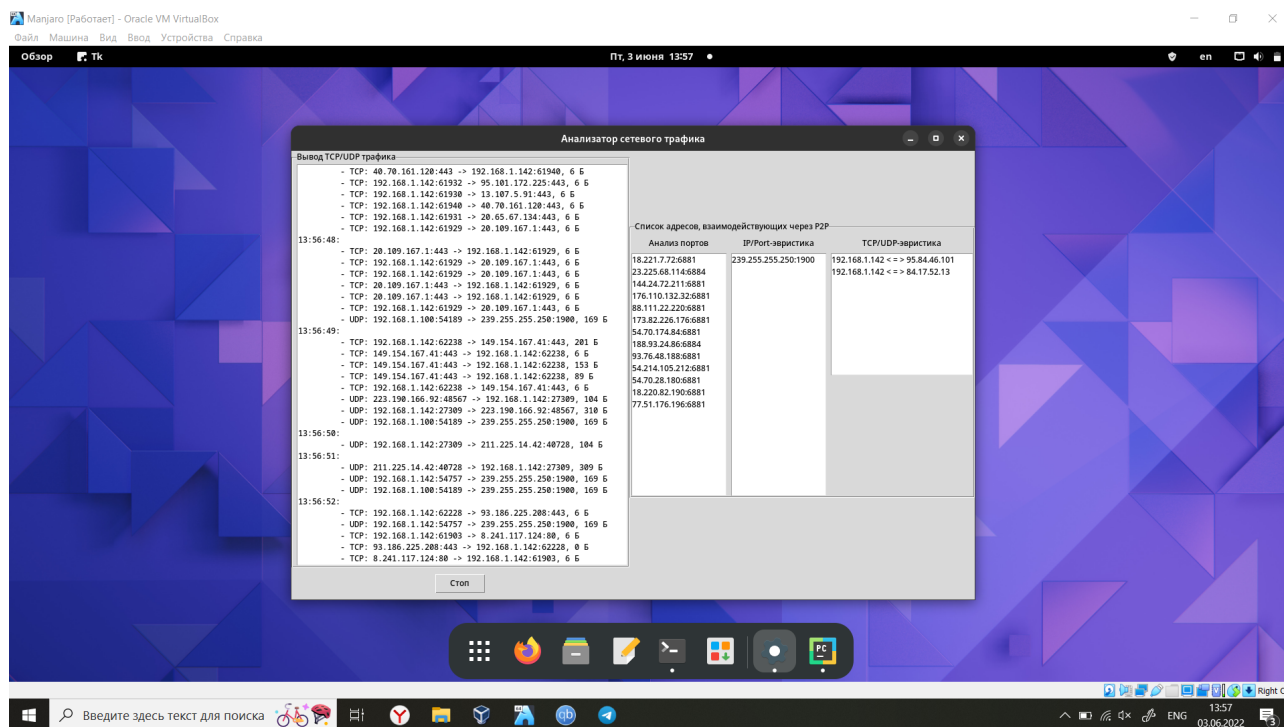 Manjaro [Работает] - Oracle VM VirtualBox
Файл Машина Вид Ввод Устройства Справка
Обзор Tk Пт, 3 июня 13:57 en
Анализатор сетевого трафика
Вывод TCP/UDP трафика
- TCP: 40.70.161.120:443 -> 192.168.1.142:61940, 6 Б
- TCP: 192.168.1.142:61932 -> 95.101.172.225:443, 6 Б
- TCP: 192.168.1.142:61930 -> 13.107.5.91:443, 6 Б
- TCP: 192.168.1.142:61940 -> 40.70.161.120:443, 6 Б
- TCP: 192.168.1.142:61931 -> 20.65.67.134:443, 6 Б
- TCP: 192.168.1.142:61929 -> 20.109.167.1:443, 6 Б
13:56:48:
- TCP: 20.109.167.1:443 -> 192.168.1.142:61929, 6 Б
- TCP: 192.168.1.142:61929 -> 20.109.167.1:443, 6 Б
- TCP: 192.168.1.142:61929 -> 20.109.167.1:443, 6 Б
- TCP: 20.109.167.1:443 -> 192.168.1.142:61929, 6 Б
- TCP: 20.109.167.1:443 -> 192.168.1.142:61929, 6 Б
- TCP: 192.168.1.142:61929 -> 20.109.167.1:443, 6 Б
- UDP: 192.168.1.100:54189 -> 239.255.255.250:1900, 169 Б
13:56:49:
- TCP: 192.168.1.142:62238 -> 149.154.167.41:443, 201 Б
- TCP: 149.154.167.41:443 -> 192.168.1.142:62238, 6 Б
- TCP: 149.154.167.41:443 -> 192.168.1.142:62238, 153 Б
- TCP: 149.154.167.41:443 -> 192.168.1.142:62238, 89 Б
- TCP: 192.168.1.142:62238 -> 149.154.167.41:443, 6 Б
- UDP: 223.190.166.92:48567 -> 192.168.1.142:27309, 104 Б
- UDP: 192.168.1.142:27309 -> 223.190.166.92:48567, 310 Б
- UDP: 192.168.1.100:54189 -> 239.255.255.250:1900, 169 Б
13:56:50:
- UDP: 192.168.1.142:27309 -> 211.225.14.42:40728, 104 Б
13:56:51:
- UDP: 211.225.14.42:40728 -> 192.168.1.142:27309, 309 Б
- UDP: 192.168.1.142:54757 -> 239.255.255.250:1900, 169 Б
- UDP: 192.168.1.100:54189 -> 239.255.255.250:1900, 169 Б
13:56:52:
- TCP: 192.168.1.142:62228 -> 93.186.225.208:443, 6 Б
- UDP: 192.168.1.142:54757 -> 239.255.255.250:1900, 169 Б
- TCP: 192.168.1.142:61903 -> 8.241.117.124:80, 6 Б
- TCP: 93.186.225.208:443 -> 192.168.1.142:62228, 0 Б
- TCP: 8.241.117.124:80 -> 192.168.1.142:61903, 6 Б
Стоп
Список адресов, взаимодействующих через P2P
Анализ портов
18.221.7.72:6881
23.225.68.114:6884
144.24.72.211:6881
176.110.132.32:6881
88.111.22.220:6881
173.82.226.176:6881
54.70.174.84:6881
188.93.24.86:6884
93.76.48.188:6881
54.214.105.212:6881
54.70.28.180:6881
18.220.82.190:6881
77.51.176.196:6881
IP/Port-эвристика
239.255.255.250:1900
TCP/UDP-эвристика
192.168.1.142 < = > 95.84.46.101
192.168.1.142 < = > 84.17.52.13
PC
Right C
Введите здесь текст для поиска
Y
qb
ENG
13:57
03.06.2022
3